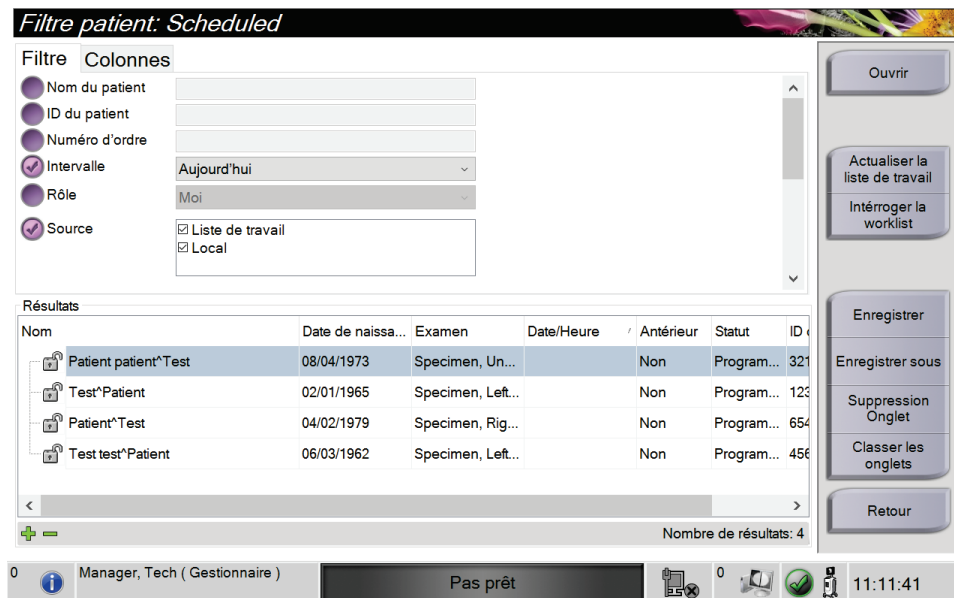 Filtre patient: Scheduled
Filtre Colonnes
Nom du patient
ID du patient
Numéro d'ordre
Intervalle Aujourd'hui
Rôle Moi
Source Liste de travail
Local
Résultats
Nom Date de naissa... Examen Date/Heure Antérieur Statut ID
Patient patient^Test 08/04/1973 Specimen, Un... Non Program... 321
Test^Patient 02/01/1965 Specimen, Left... Non Program... 123
Patient^Test 04/02/1979 Specimen, Rig... Non Program... 654
Test test^Patient 06/03/1962 Specimen, Left... Non Program... 456
Nombre de résultats: 4
Ouvrir
Actualiser la
liste de travail
Intérroger la
worklist
Enregistrer
Enregistrer sous
Suppression
Onglet
Classer les
onglets
Retour
0 Manager, Tech ( Gestionnaire ) Pas prêt 0 11:11:41